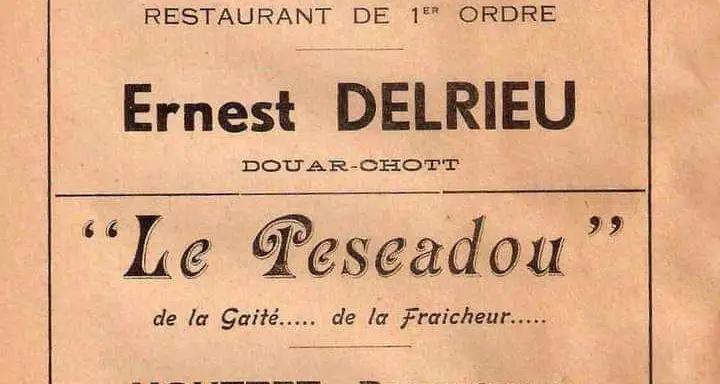 RESTAURANT DE 1ER ORDRE
Ernest DELRIEU
DOUAR-CHOTT
"Le Pescadou"
de la Gaité..... de la Fraicheur.....